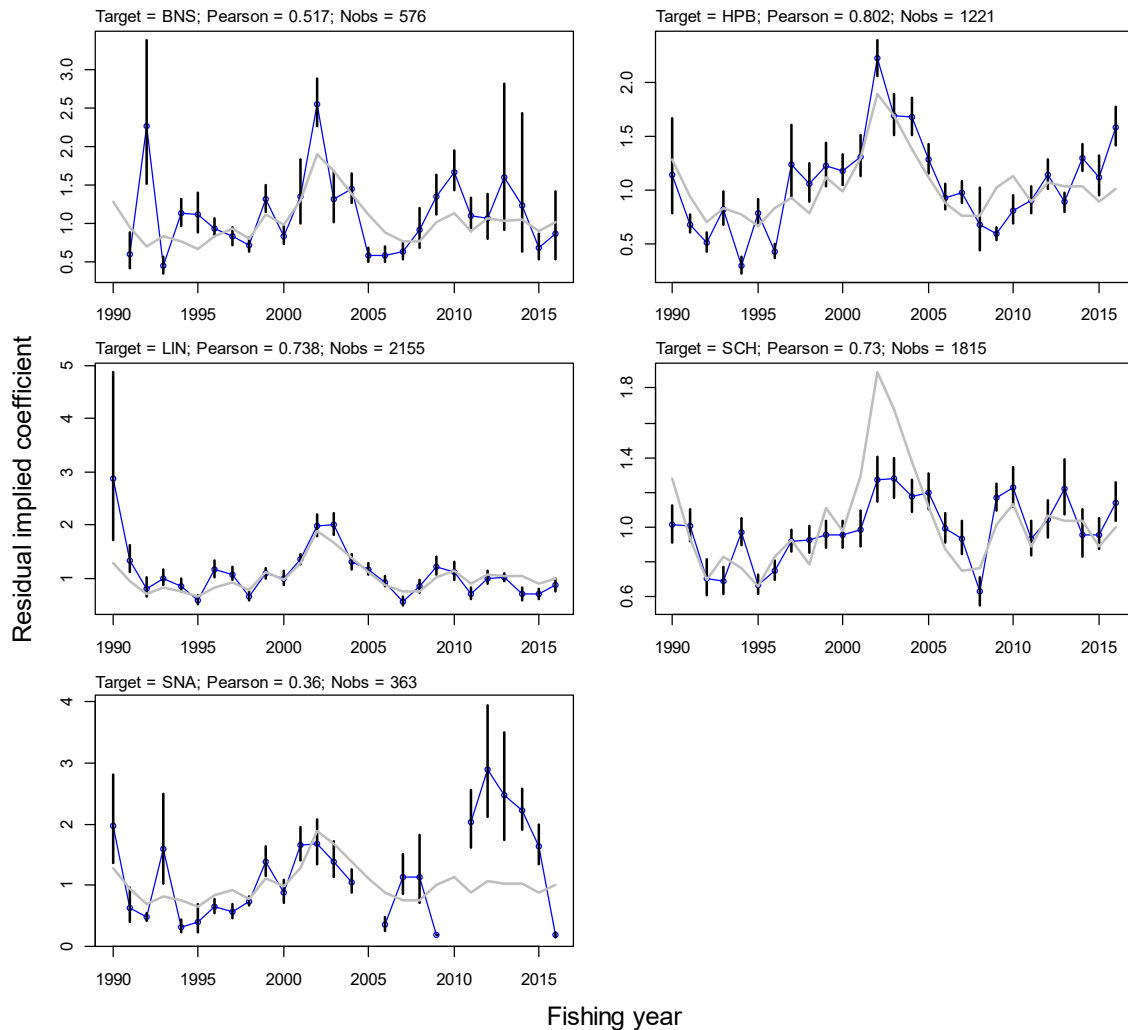 Target = BNS; Pearson = 0.517; Nobs = 576
0.5 1.0 1.5 2.0 2.5 3.0
1990 1995 2000 2005 2010 2015
Target = HPB; Pearson = 0.802; Nobs = 1221
0.5 1.0 1.5 2.0
1990 1995 2000 2005 2010 2015
Target = LIN; Pearson = 0.738; Nobs = 2155
1 2 3 4 5
1990 1995 2000 2005 2010 2015
Target = SCH; Pearson = 0.73; Nobs = 1815
0.6 1.0 1.4 1.8
1990 1995 2000 2005 2010 2015
Target = SNA; Pearson = 0.36; Nobs = 363
0 1 2 3 4
1990 1995 2000 2005 2010 2015
Residual implied coefficient
Fishing year